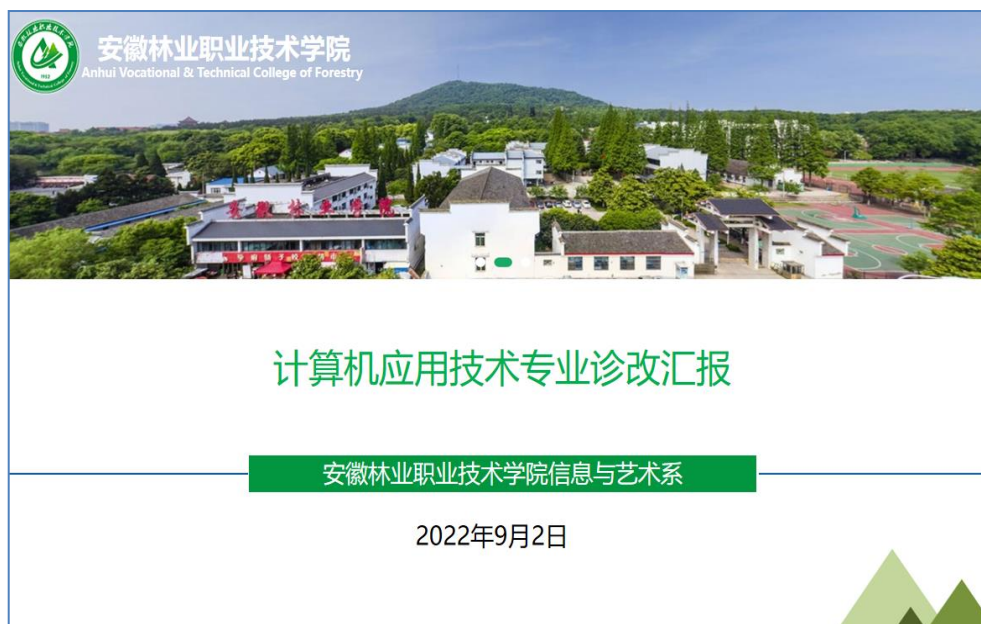 安徽林业职业技术学院
Anhui Vocational & Technical College of Forestry
1962
计算机应用技术专业诊改汇报
安徽林业职业技术学院信息与艺术系
2022年9月2日